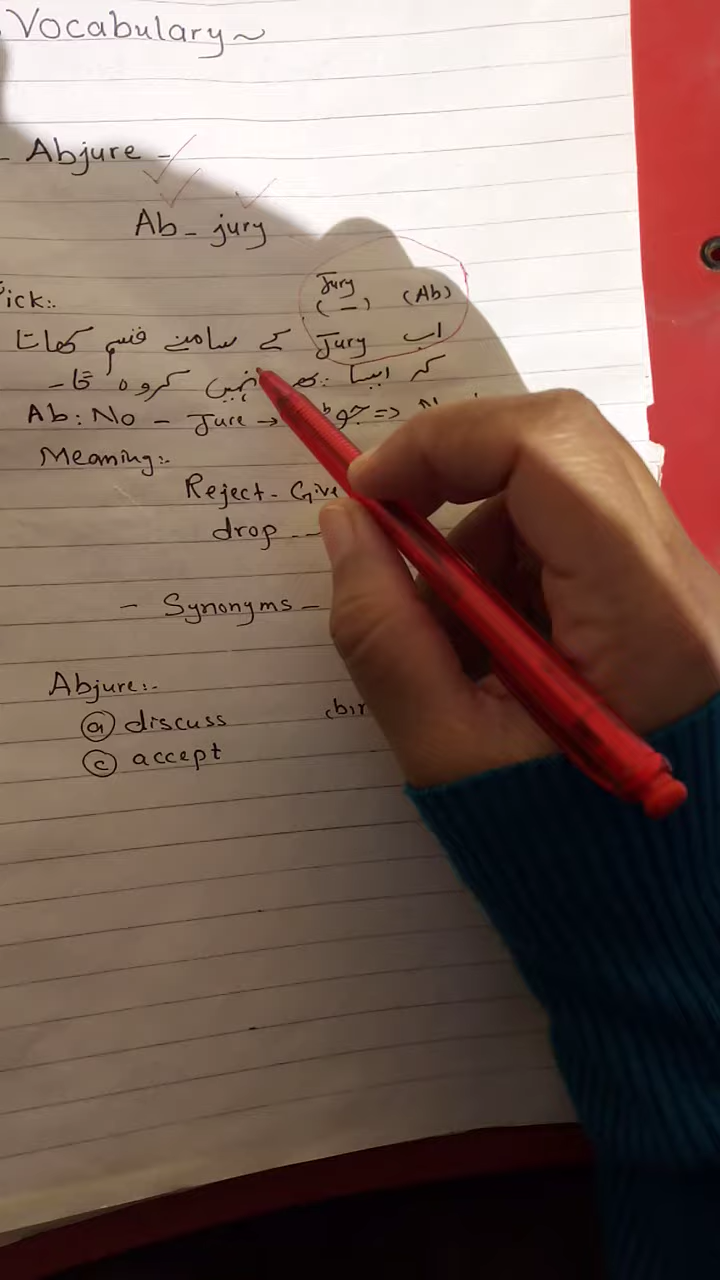 Vocabulary ~
- Abjure -
Ab - jury
ick:.
Jury
(-) (Ab)
اب Jury کے سامنے قسم کھاتا
کہ ایسا نہیں کروں گا -
Ab: No - Jure →
Meaning:-
Reject - Give
drop --
- Synonyms -
Abjure:-
(a) discuss (b)
(c) accept